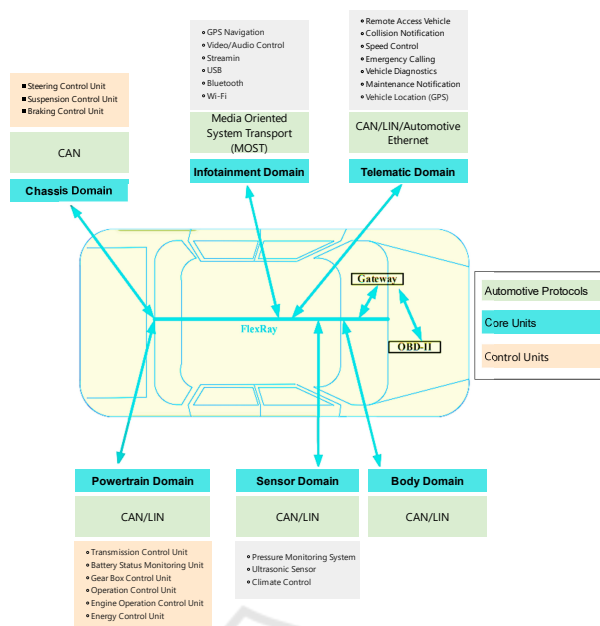 GPS Navigation
Video/Audio Control
Streamin
USB
Bluetooth
Wi-Fi
Media Oriented
System Transport
(MOST)
Infotainment Domain
Remote Access Vehicle
Collision Notification
Speed Control
Emergency Calling
Vehicle Diagnostics
Maintenance Notification
Vehicle Location (GPS)
CAN/LIN/Automotive
Ethernet
Telematic Domain
Steering Control Unit
Suspension Control Unit
Braking Control Unit
CAN
Chassis Domain
Gateway
FlexRay
OBD-II
Automotive Protocols
Core Units
Control Units
Powertrain Domain
CAN/LIN
Transmission Control Unit
Battery Status Monitoring Unit
Gear Box Control Unit
Operation Control Unit
Engine Operation Control Unit
Energy Control Unit
Sensor Domain
CAN/LIN
Pressure Monitoring System
Ultrasonic Sensor
Climate Control
Body Domain
CAN/LIN